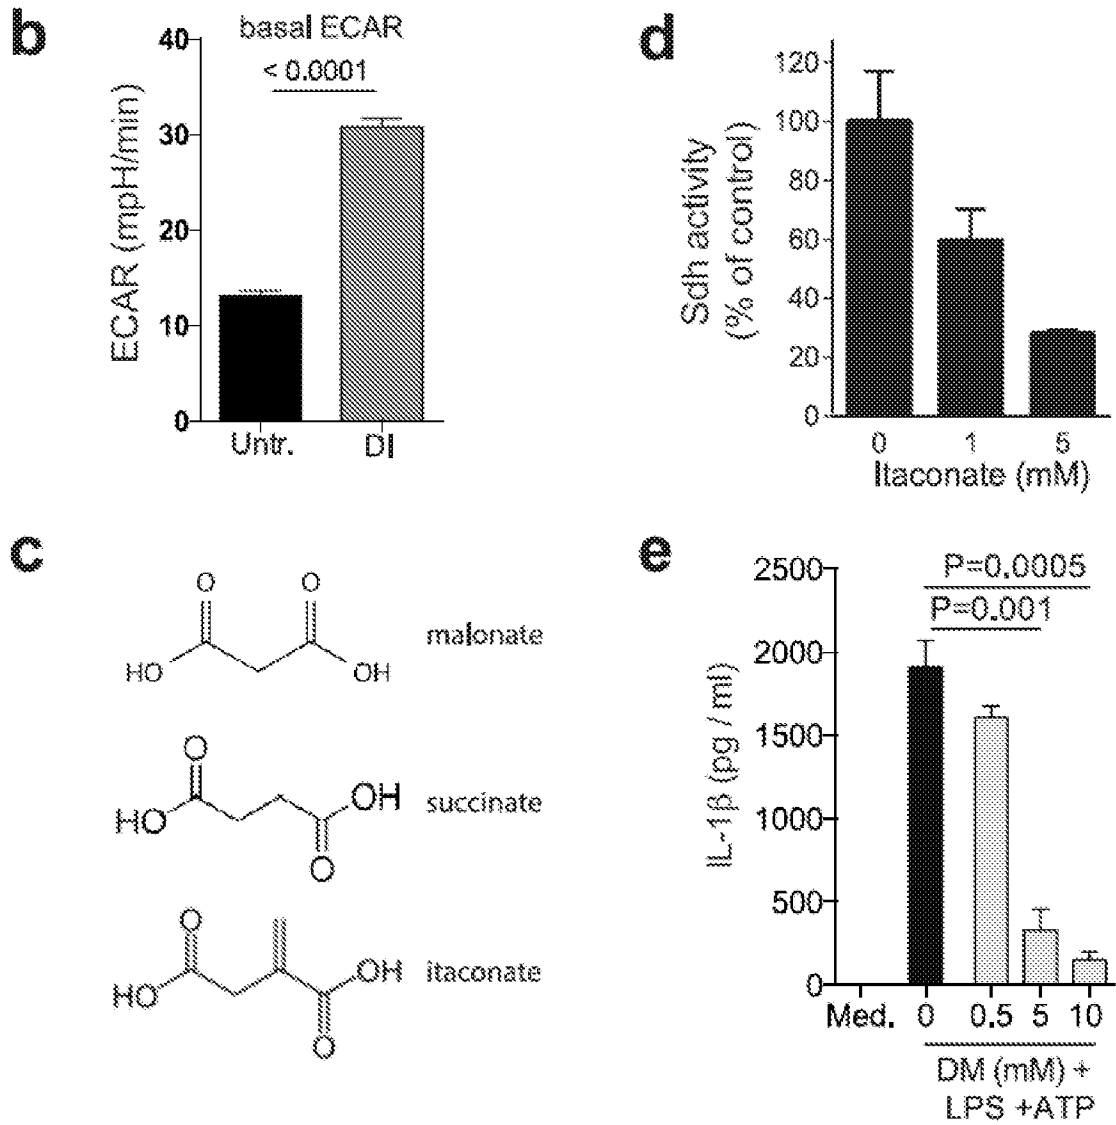 b
basal ECAR
< 0.0001
ECAR (mpH/min)
40
30
20
10
0
Untr.
DI
d
Sdh activity
(% of control)
120
100
80
60
40
20
0
0
1
5
Itaconate (mM)
c
O
O
HO
OH
malonate
O
HO
OH
O
succinate
O
HO
OH
O
itaconate
e
P=0.0005
P=0.001
IL-1β (pg / ml)
2500
2000
1500
1000
500
0
Med.
0
0.5
5
10
DM (mM) +
LPS +ATP